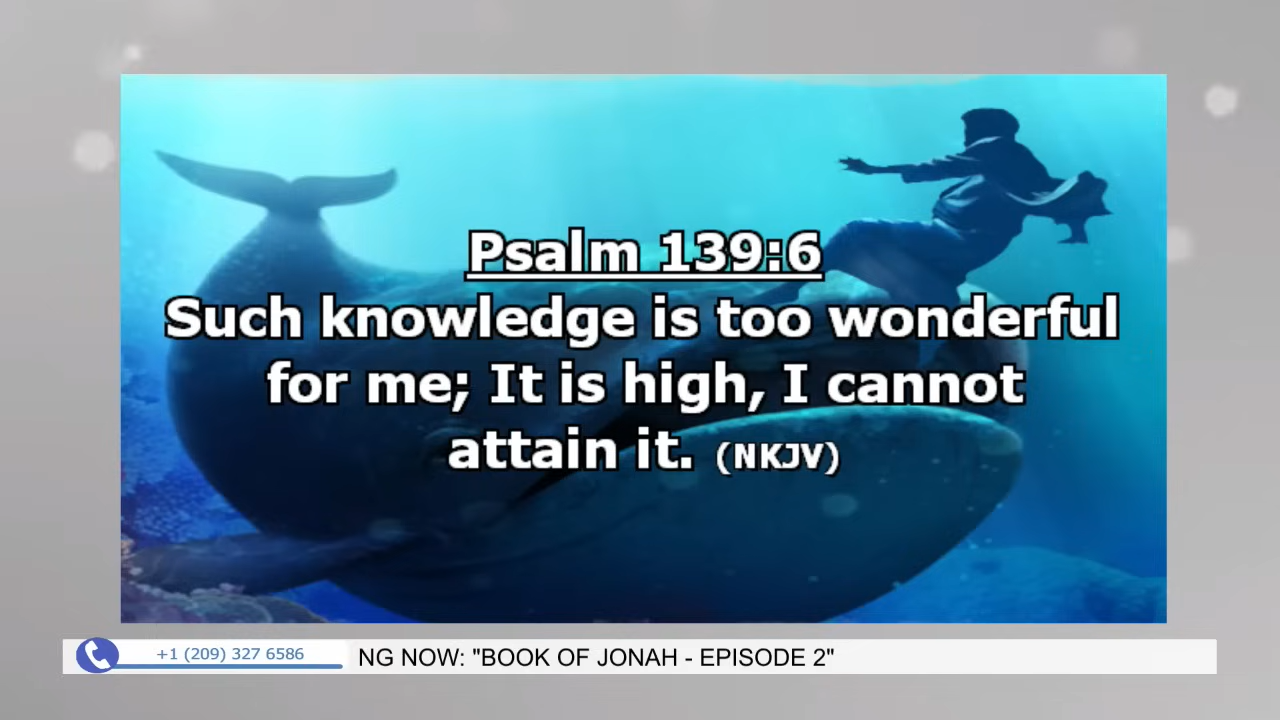 Psalm 139:6
Such knowledge is too wonderful
for me; It is high, I cannot
attain it. (NKJV)
+1 (209) 327 6586
NG NOW: "BOOK OF JONAH - EPISODE 2"